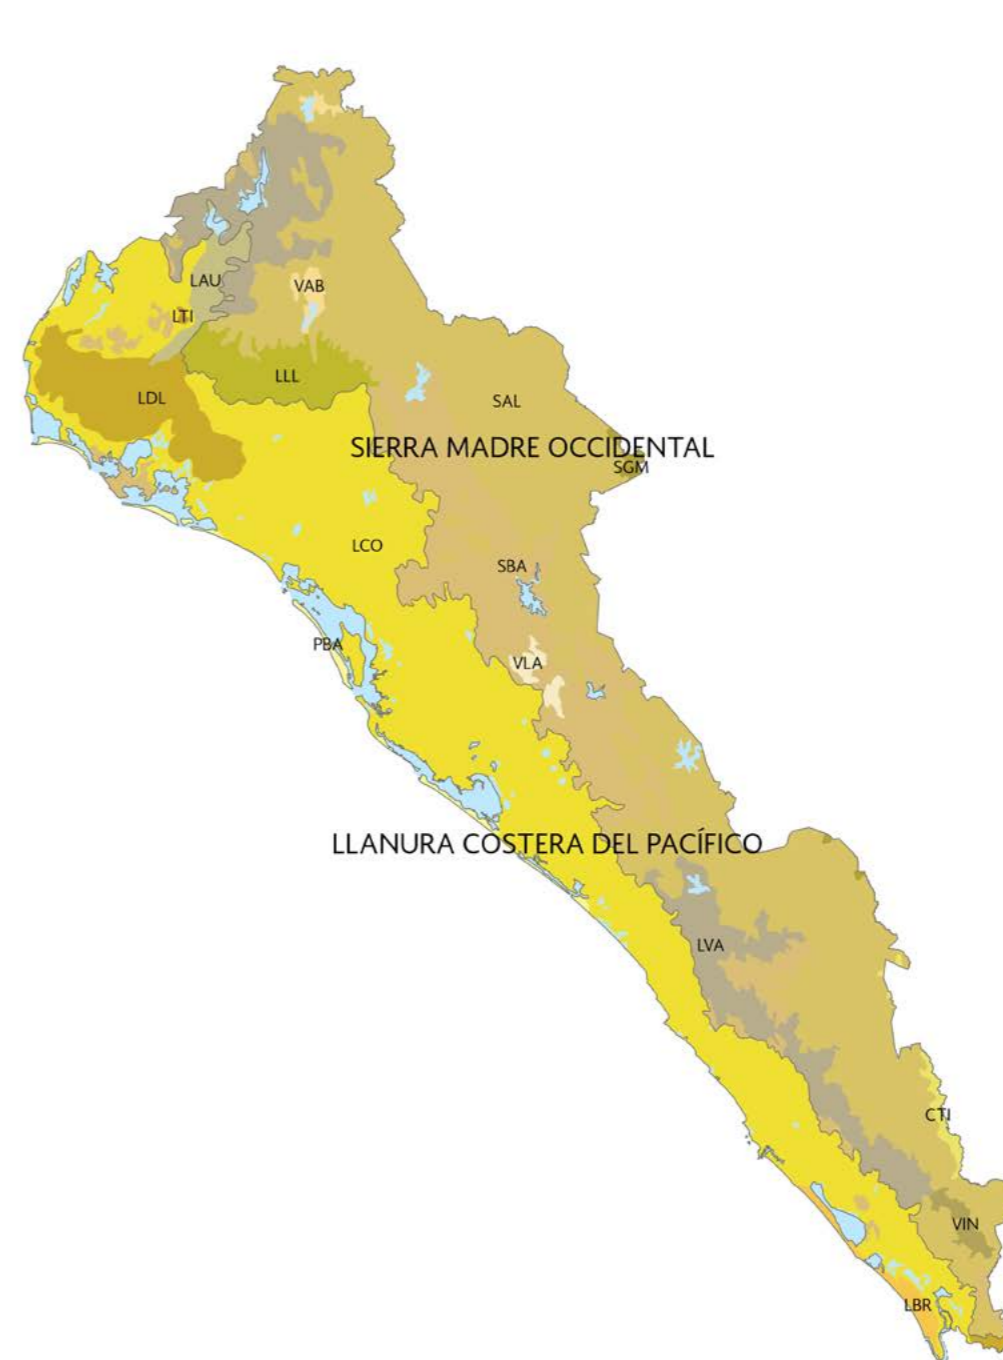 LAU
VAB
LTI
LLL
LDL
SAL
SIERRA MADRE OCCIDENTAL
SGM
LCO
SBA
PBA
VLA
LLANURA COSTERA DEL PACÍFICO
LVA
CTI
VIN
LBR